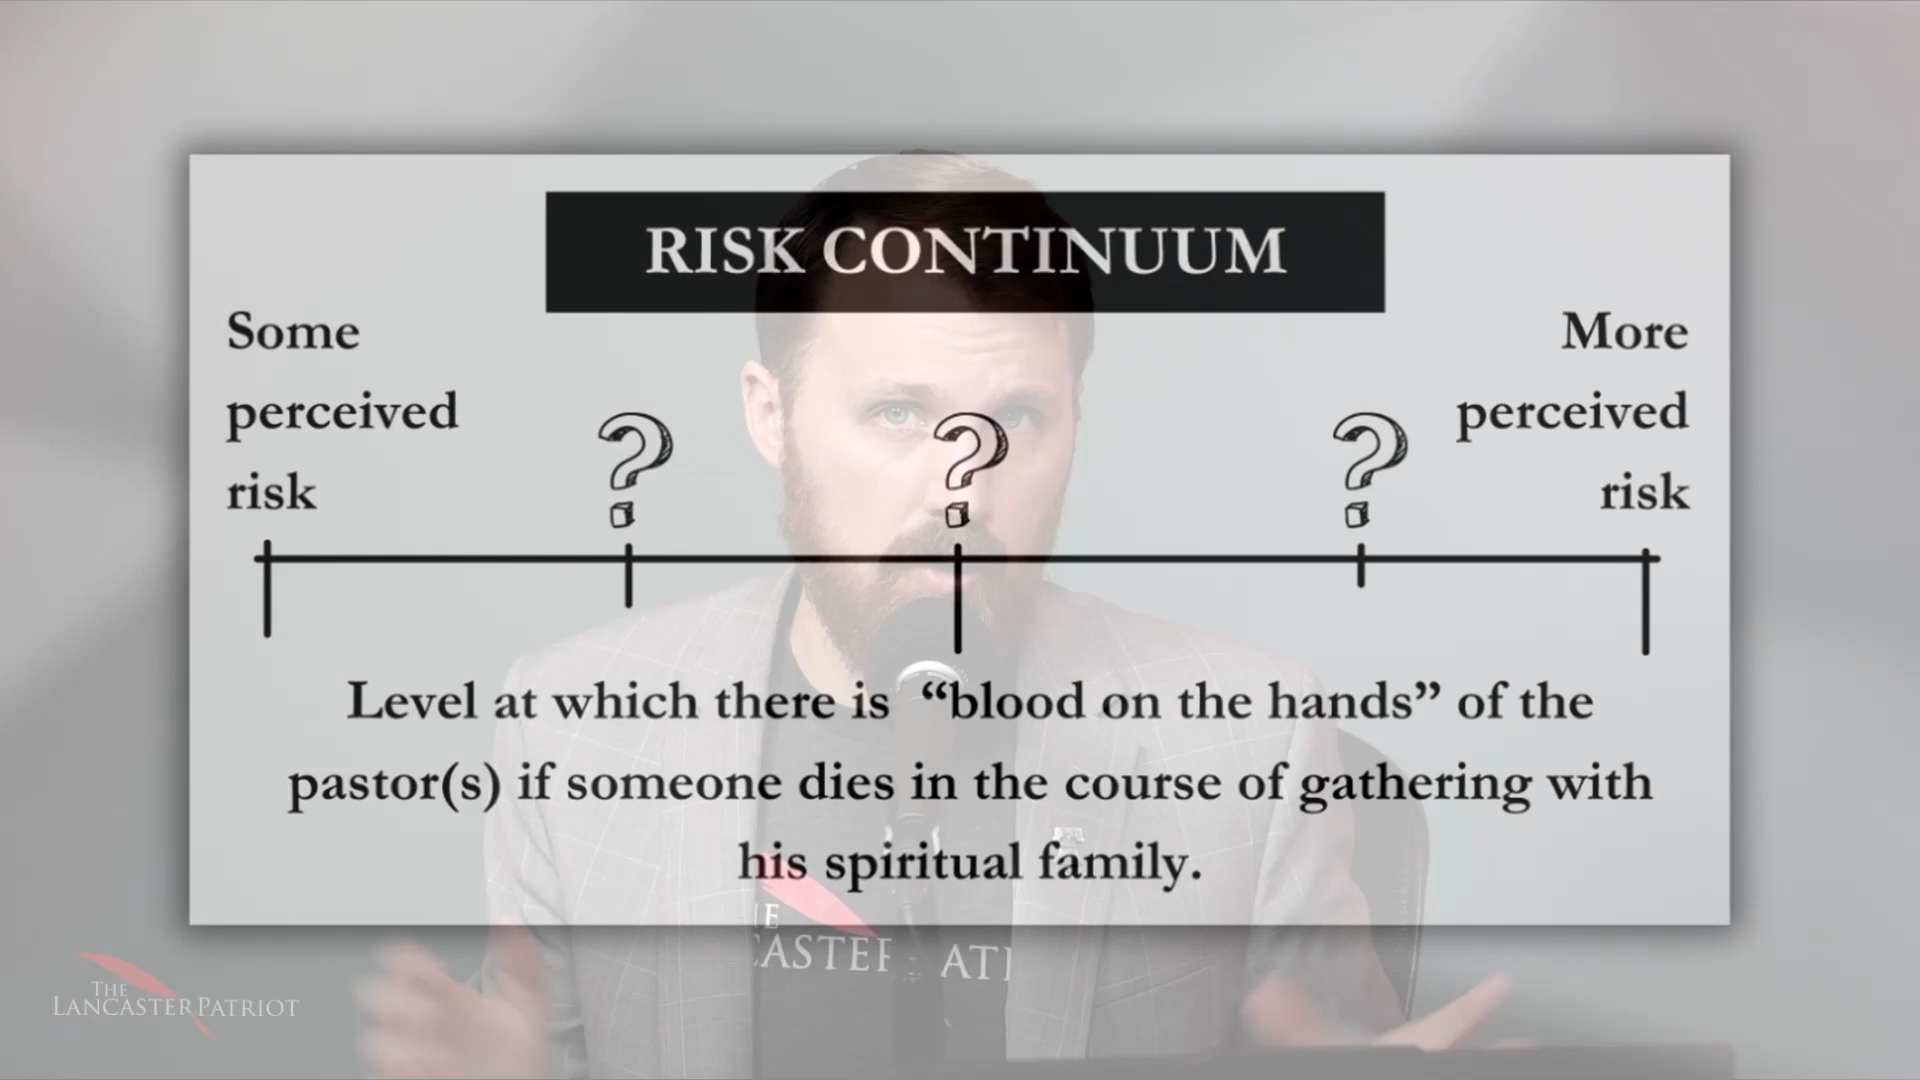 RISK CONTINUUM
Some
perceived
risk
More
perceived
risk
? ? ?
Level at which there is “blood on the hands” of the
pastor(s) if someone dies in the course of gathering with
his spiritual family.
THE
LANCASTER PATRIOT